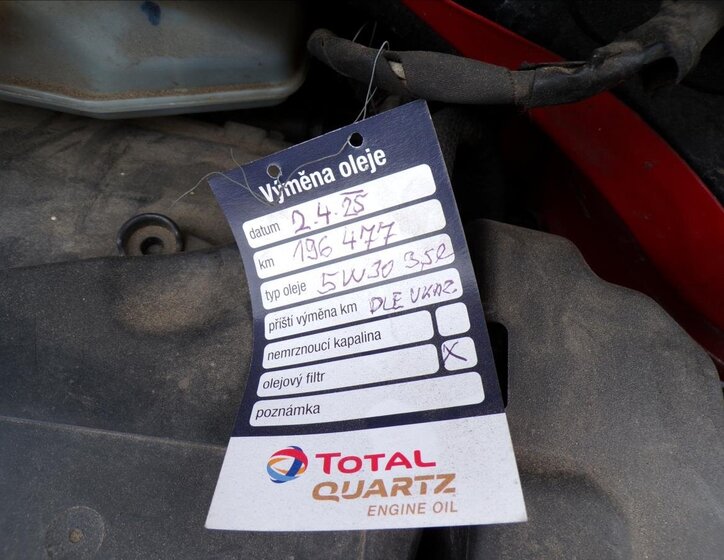 Výměna oleje
datum 2.4.25
km 196 477
typ oleje 5W30 3,5l
příští výměna km DLE UKAZ.
nemrznoucí kapalina
olejový filtr X
poznámka
TOTAL
QUARTZ
ENGINE OIL